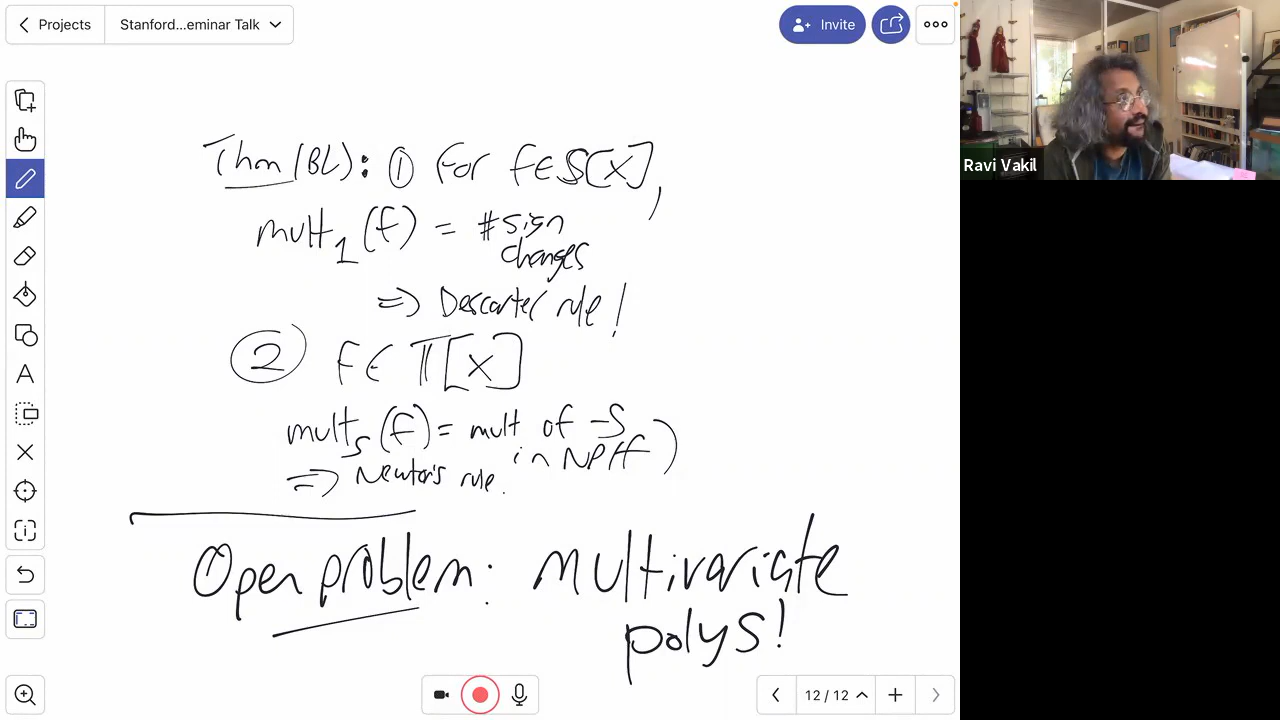 Projects
Stanford...eminar Talk
Invite
Thm (BL): ① For f∈S[X],
mult₁(f) = # sign
changes
=> Descartes' rule!
② f∈𝕋[X]
multₛ(f) = mult of -s
in NP(f)
=> Newton's rule.
Open problem: multivariate
polys!
12/12
A
Ravi Vakil